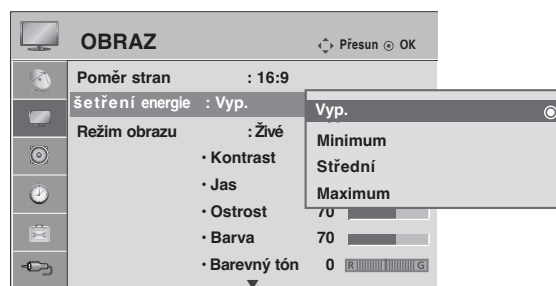 OBRAZ
Přesun OK
Poměr stran : 16:9
šetření energie : Vyp.
Režim obrazu : Živé
• Kontrast
• Jas
• Ostrost 70
• Barva 70
• Barevný tón 0 R G
Vyp.
Minimum
Střední
Maximum